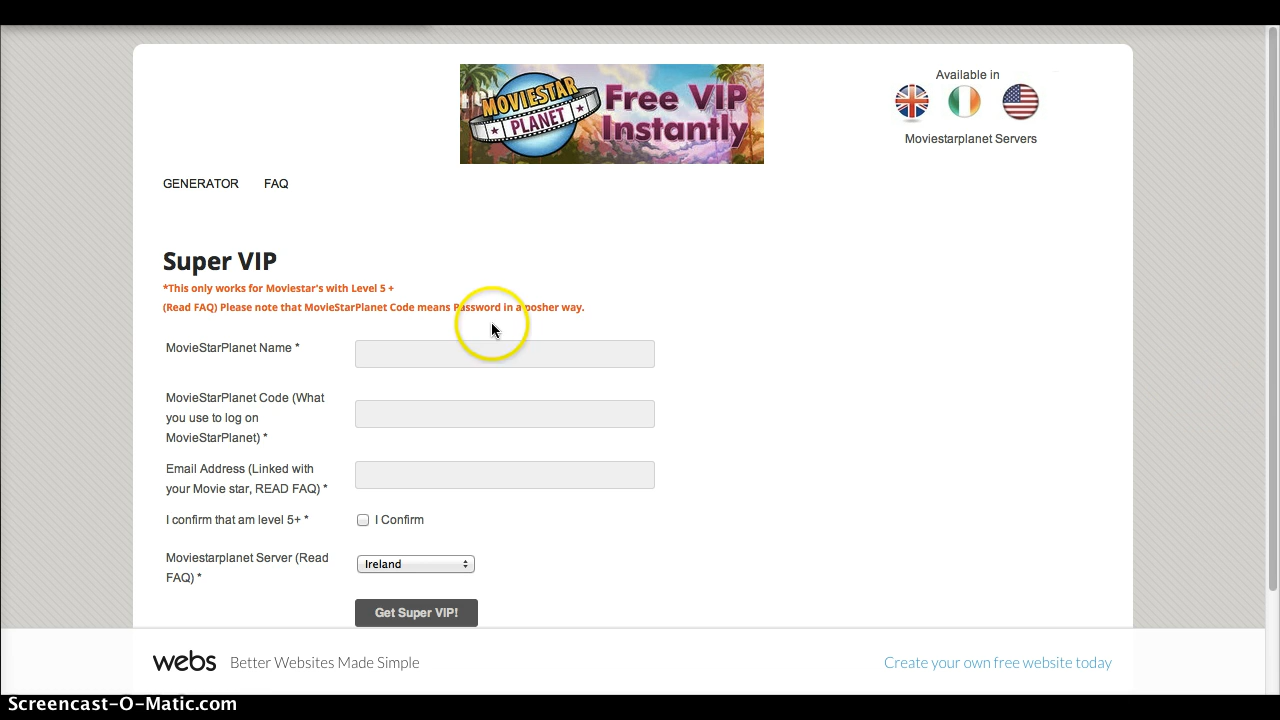 MOVIESTAR
PLANET
Free VIP
Instantly
Available in
Moviestarplanet Servers
GENERATOR FAQ
Super VIP
*This only works for Moviestar's with Level 5 +
(Read FAQ) Please note that MovieStarPlanet Code means Password in a posher way.
MovieStarPlanet Name *
MovieStarPlanet Code (What
you use to log on
MovieStarPlanet) *
Email Address (Linked with
your Movie star, READ FAQ) *
I confirm that am level 5+ * I Confirm
Moviestarplanet Server (Read
FAQ) *
Ireland
Get Super VIP!
webs Better Websites Made Simple Create your own free website today
Screencast-O-Matic.com